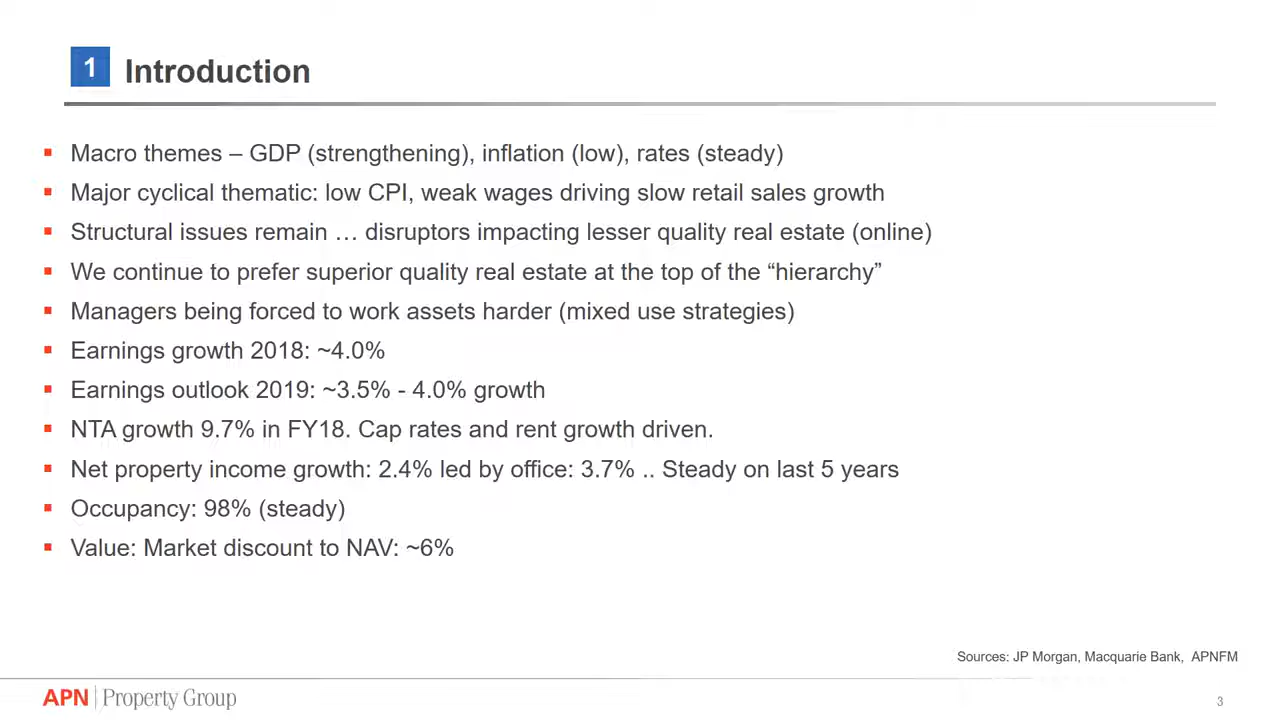 1 Introduction
Macro themes – GDP (strengthening), inflation (low), rates (steady)
Major cyclical thematic: low CPI, weak wages driving slow retail sales growth
Structural issues remain … disruptors impacting lesser quality real estate (online)
We continue to prefer superior quality real estate at the top of the “hierarchy”
Managers being forced to work assets harder (mixed use strategies)
Earnings growth 2018: ~4.0%
Earnings outlook 2019: ~3.5% - 4.0% growth
NTA growth 9.7% in FY18. Cap rates and rent growth driven.
Net property income growth: 2.4% led by office: 3.7% .. Steady on last 5 years
Occupancy: 98% (steady)
Value: Market discount to NAV: ~6%
Sources: JP Morgan, Macquarie Bank, APNFM
APN | Property Group
3